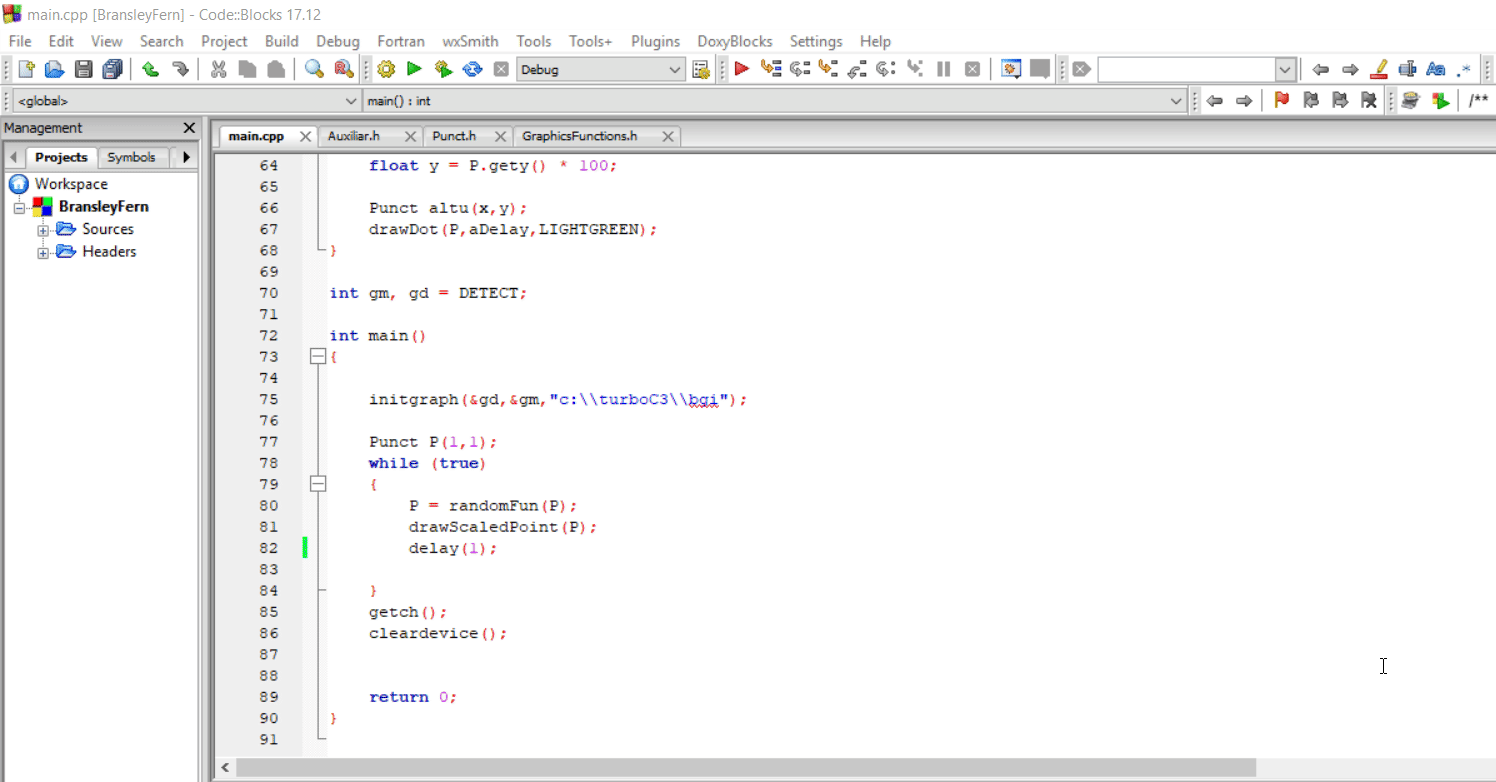 main.cpp [BransleyFern] - Code::Blocks 17.12
File Edit View Search Project Build Debug Fortran wxSmith Tools Tools+ Plugins DoxyBlocks Settings Help
Debug
<global> main() : int /**
Management
main.cpp Auxiliar.h Punct.h GraphicsFunctions.h
Projects Symbols
Workspace
BransleyFern
Sources
Headers
64 float y = P.gety() * 100;
65
66 Punct altu(x,y);
67 drawDot(P,aDelay,LIGHTGREEN);
68 }
69
70 int gm, gd = DETECT;
71
72 int main()
73 {
74
75 initgraph(&gd,&gm,"c:\\turboC3\\bgi");
76
77 Punct P(1,1);
78 while (true)
79 {
80 P = randomFun(P);
81 drawScaledPoint(P);
82 delay(1);
83
84 }
85 getch();
86 cleardevice();
87
88
89 return 0;
90 }
91